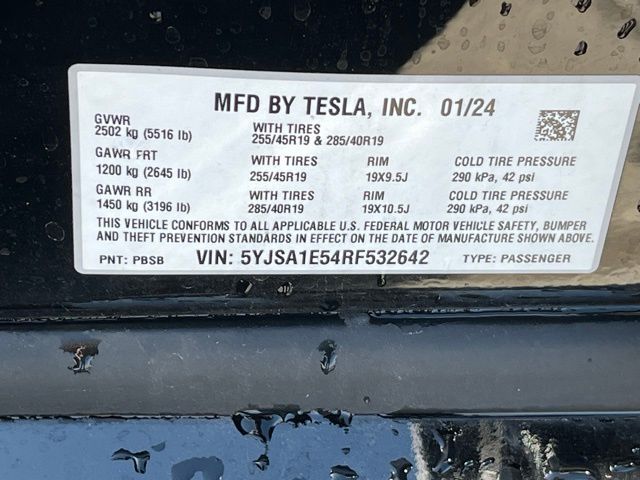 MFD BY TESLA, INC. 01/24
GVWR
2502 kg (5516 lb)
WITH TIRES
255/45R19 & 285/40R19
GAWR FRT
1200 kg (2645 lb)
WITH TIRES
255/45R19
RIM
19X9.5J
COLD TIRE PRESSURE
290 kPa, 42 psi
GAWR RR
1450 kg (3196 lb)
WITH TIRES
285/40R19
RIM
19X10.5J
COLD TIRE PRESSURE
290 kPa, 42 psi
THIS VEHICLE CONFORMS TO ALL APPLICABLE U.S. FEDERAL MOTOR VEHICLE SAFETY, BUMPER
AND THEFT STANDARDS IN EFFECT ON THE DATE OF MANUFACTURE SHOWN ABOVE.
PNT: PBSB VIN: 5YJSA1E54RF532642 TYPE: PASSENGER